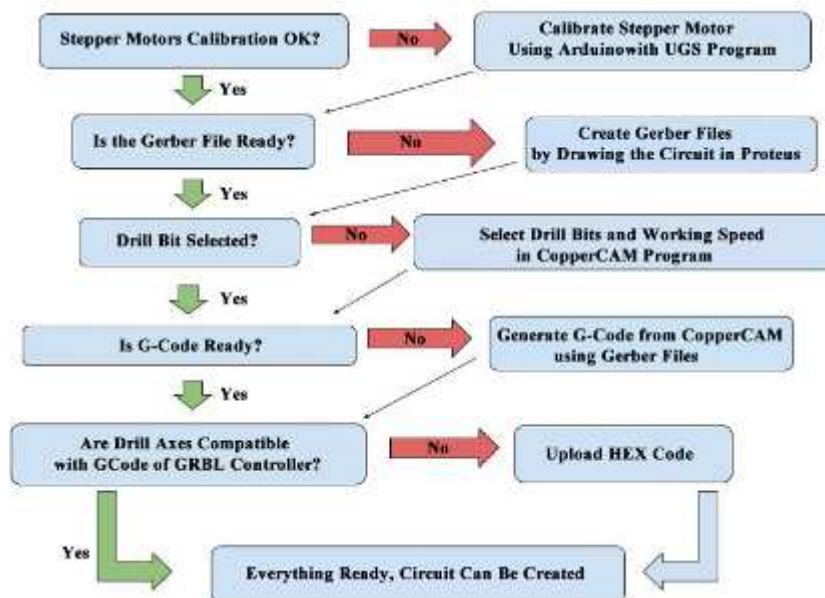 Stepper Motors Calibration OK?
No
Calibrate Stepper Motor
Using Arduinowith UGS Program
Yes
Is the Gerber File Ready?
No
Create Gerber Files
by Drawing the Circuit in Proteus
Yes
Drill Bit Selected?
No
Select Drill Bits and Working Speed
in CopperCAM Program
Yes
Is G-Code Ready?
No
Generate G-Code from CopperCAM
using Gerber Files
Yes
Are Drill Axes Compatible
with GCode of GRBL Controller?
No
Upload HEX Code
Yes
Everything Ready, Circuit Can Be Created